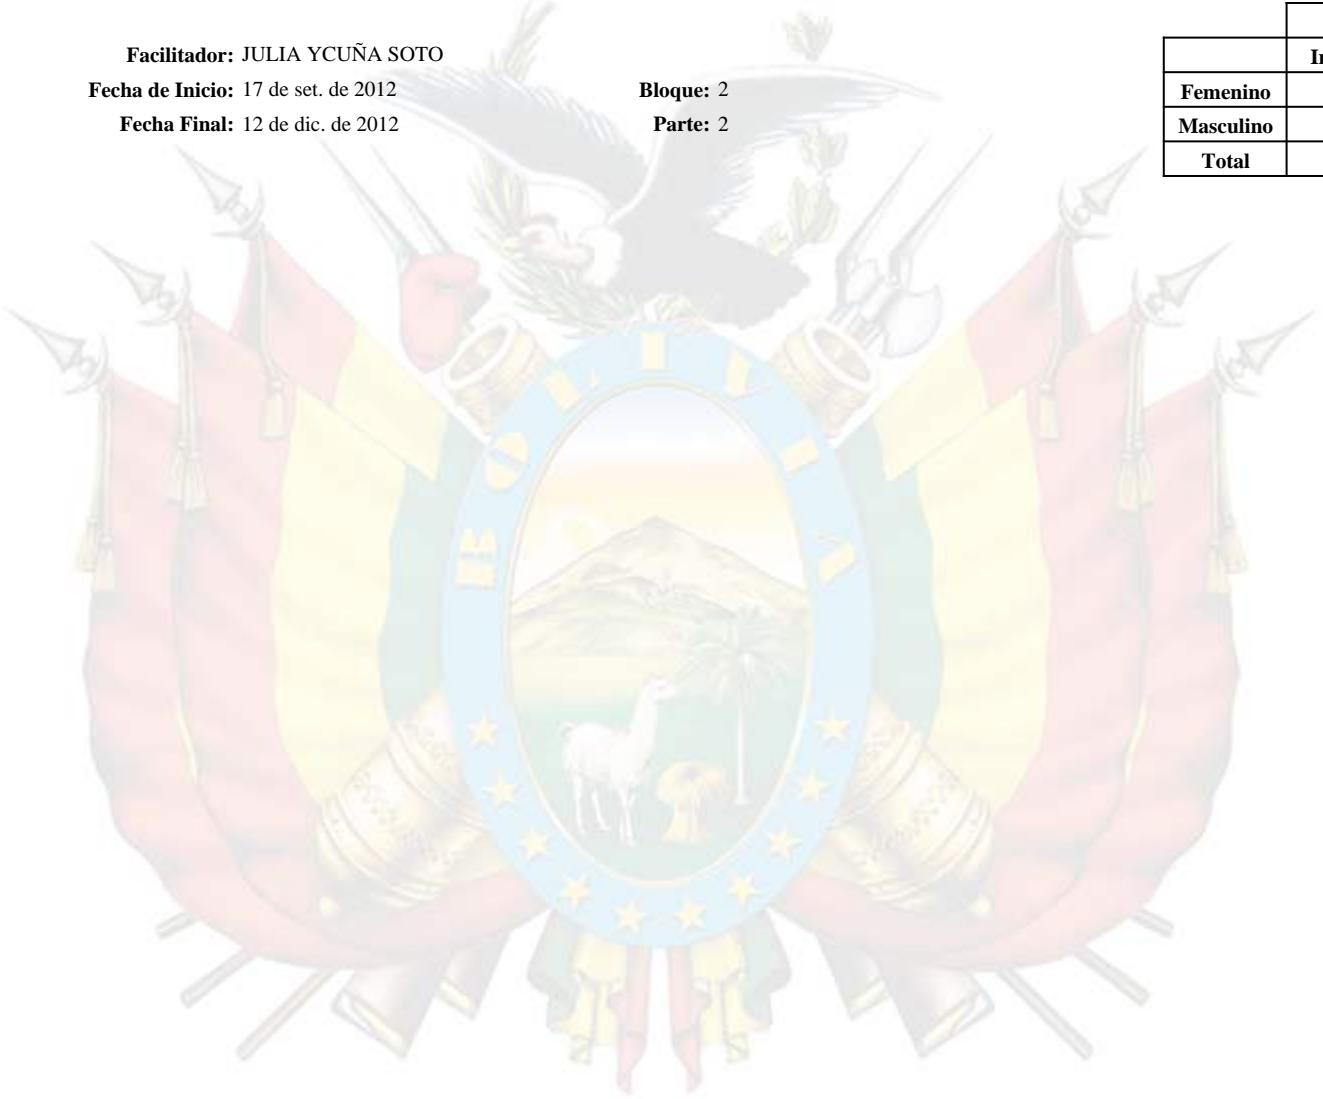 Facilitador: JULIA YCUÑA SOTO
Fecha de Inicio: 17 de set. de 2012 Bloque: 2
Fecha Final: 12 de dic. de 2012 Parte: 2
Femenino
Masculino
Total
BOLIVIA